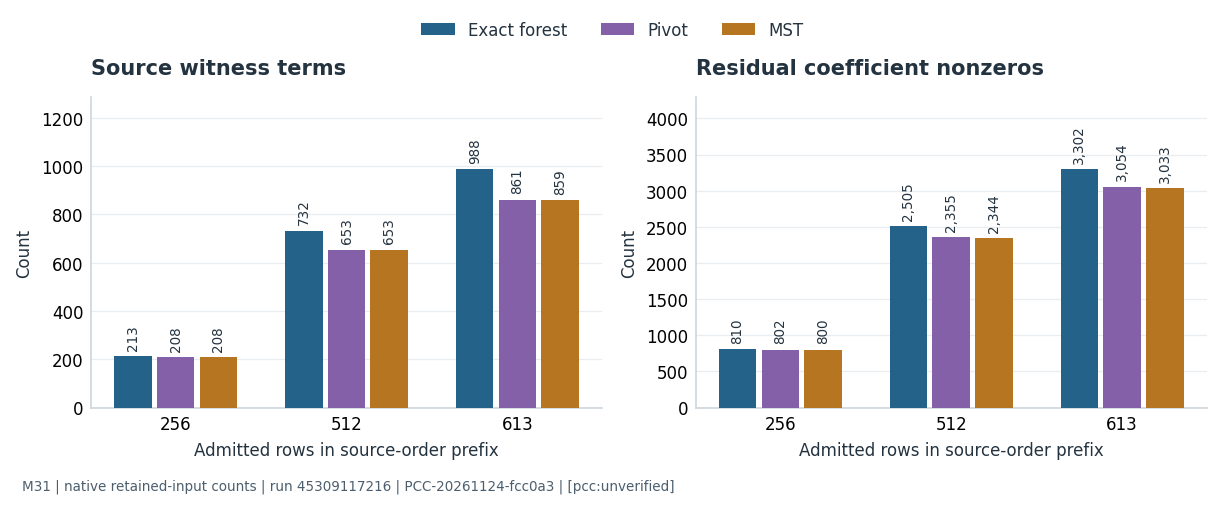 Exact forest Pivot MST
Source witness terms
1200
1000
800
600
400
200
0
Count
213 208 208
732 653 653
988 861 859
256 512 613
Admitted rows in source-order prefix
Residual coefficient nonzeros
4000
3500
3000
2500
2000
1500
1000
500
0
Count
810 802 800
2,505 2,355 2,344
3,302 3,054 3,033
256 512 613
Admitted rows in source-order prefix
M31 | native retained-input counts | run 45309117216 | PCC-20261124-fcc0a3 | [pcc:unverified]